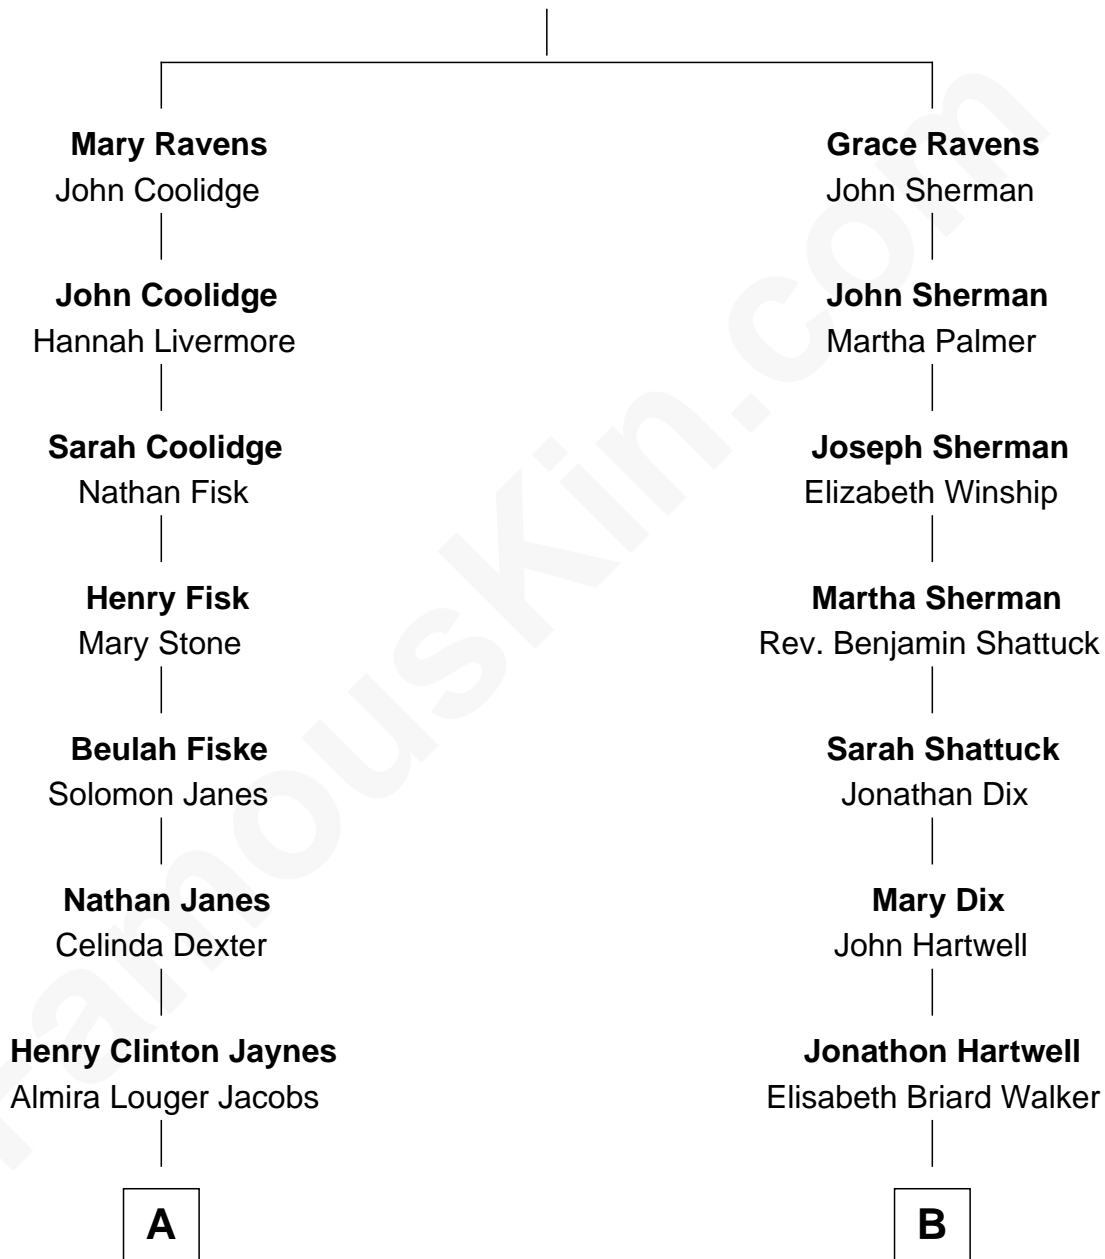 Mary Ravens
John Coolidge
Grace Ravens
John Sherman
John Coolidge
Hannah Livermore
John Sherman
Martha Palmer
Sarah Coolidge
Nathan Fisk
Joseph Sherman
Elizabeth Winship
Henry Fisk
Mary Stone
Martha Sherman
Rev. Benjamin Shattuck
Beulah Fiske
Solomon Janes
Sarah Shattuck
Jonathan Dix
Nathan Janes
Celinda Dexter
Mary Dix
John Hartwell
Henry Clinton Jaynes
Almira Louger Jacobs
Jonathon Hartwell
Elisabeth Briard Walker
A
B
FamousKin.com